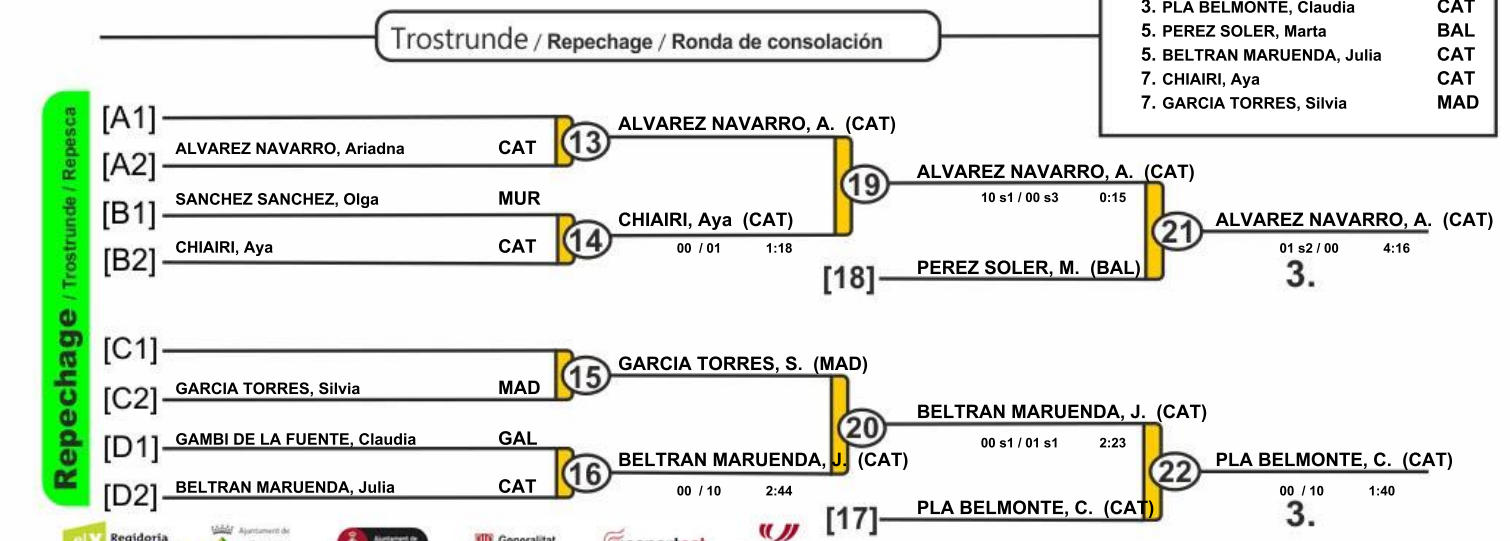 3. PLA BELMONTE, Claudia CAT
5. PEREZ SOLER, Marta BAL
5. BELTRAN MARUENDA, Julia CAT
7. CHIAIRI, Aya CAT
7. GARCIA TORRES, Silvia MAD
Trostrunde / Repechage / Ronda de consolación
Repechage / Trostrunde / Repesca
[A1]
ALVAREZ NAVARRO, Ariadna CAT
[A2]
13
ALVAREZ NAVARRO, A. (CAT)
SANCHEZ SANCHEZ, Olga MUR
[B1]
CHIAIRI, Aya CAT
[B2]
14
CHIAIRI, Aya (CAT)
00 / 01 1:18
19
ALVAREZ NAVARRO, A. (CAT)
10 s1 / 00 s3 0:15
[18]
PEREZ SOLER, M. (BAL)
21
ALVAREZ NAVARRO, A. (CAT)
01 s2 / 00 4:16
3.
[C1]
GARCIA TORRES, Silvia MAD
[C2]
15
GARCIA TORRES, S. (MAD)
[D1]
GAMBI DE LA FUENTE, Claudia GAL
[D2]
BELTRAN MARUENDA, Julia CAT
16
BELTRAN MARUENDA, J. (CAT)
00 / 10 2:44
20
BELTRAN MARUENDA, J. (CAT)
00 s1 / 01 s1 2:23
[17]
PLA BELMONTE, C. (CAT)
22
PLA BELMONTE, C. (CAT)
00 / 10 1:40
3.
Regidoria
Ajuntament de
Ajuntament de
Generalitat